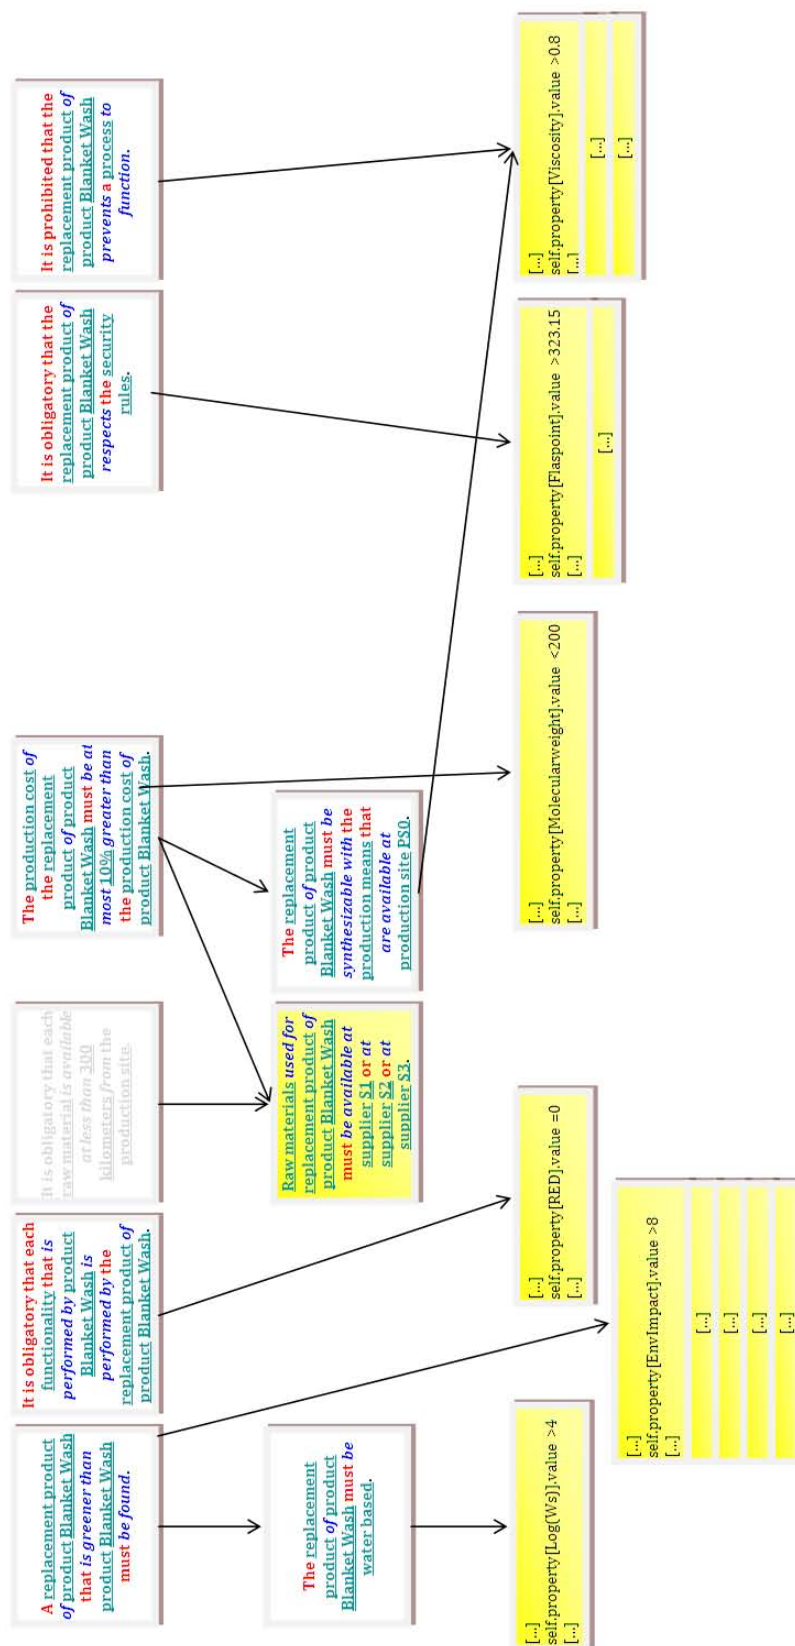 A replacement product
of product Blanket Wash
that is greener than
product Blanket Wash
must be found.
It is obligatory that each
functionality that is
performed by product
Blanket Wash is
performed by the
replacement product of
product Blanket Wash.
It is obligatory that each
raw material is available
at less than 300
kilometers from the
production site.
The production cost of
the replacement
product of product
Blanket Wash must be at
most 10% greater than
the production cost of
product Blanket Wash.
It is obligatory that the
replacement product of
product Blanket Wash
respects the security
rules.
It is prohibited that the
replacement product of
product Blanket Wash
prevents a process to
function.
The replacement
product of product
Blanket Wash must be
water based.
Raw materials used for
replacement product of
product Blanket Wash
must be available at
supplier S1 or at
supplier S2 or at
supplier S3.
The replacement
product of product
Blanket Wash must be
synthesizable with the
production means that
are available at
production site PS0.
[...]
self.property[Log(Ws)].value >4
[...]
[...]
self.property[EnvImpact].value >8
[...]
[...]
[...]
[...]
[...]
[...]
self.property[RED].value =0
[...]
[...]
self.property[Molecularweight].value <200
[...]
[...]
self.property[Flaspoint].value >323.15
[...]
[...]
[...]
self.property[Viscosity].value >0.8
[...]
[...]
[...]